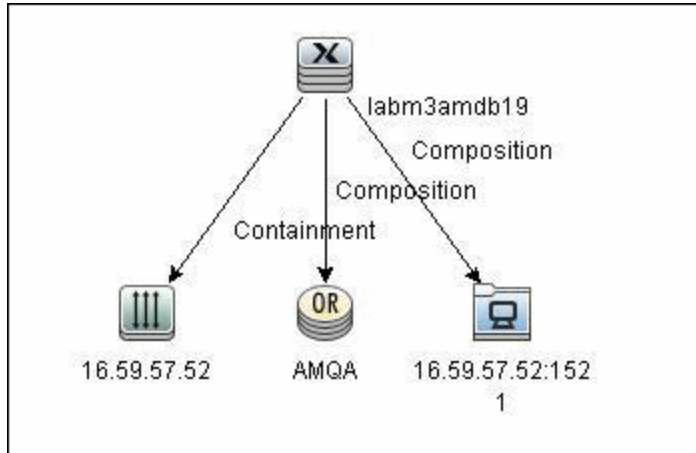 labm3amdb19
Composition
Composition
Containment
OR
16.59.57.52
AMQA
16.59.57.52:152
1